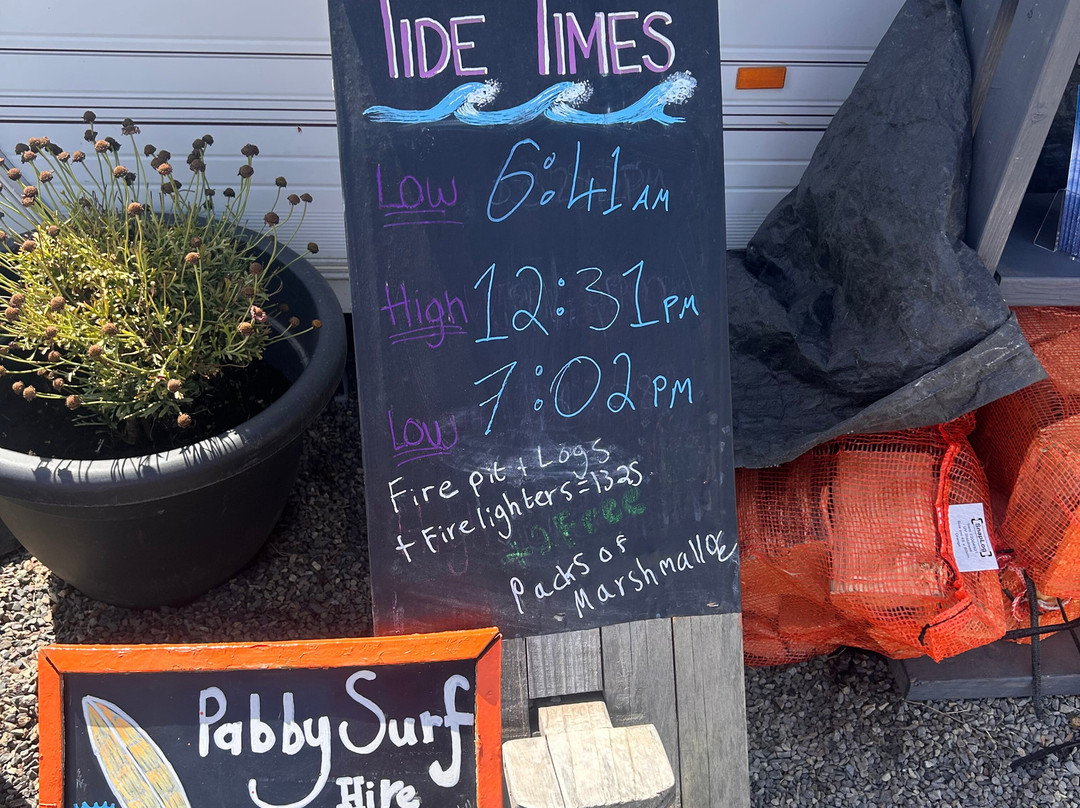 TIDE TIMES
Low 6:41 AM
High 12:31 PM
Low 7:02 PM
Fire pit + Logs
+ Firelighters = 13.25
Free
Packs of
Marshmallow
Pabby Surf
Hire